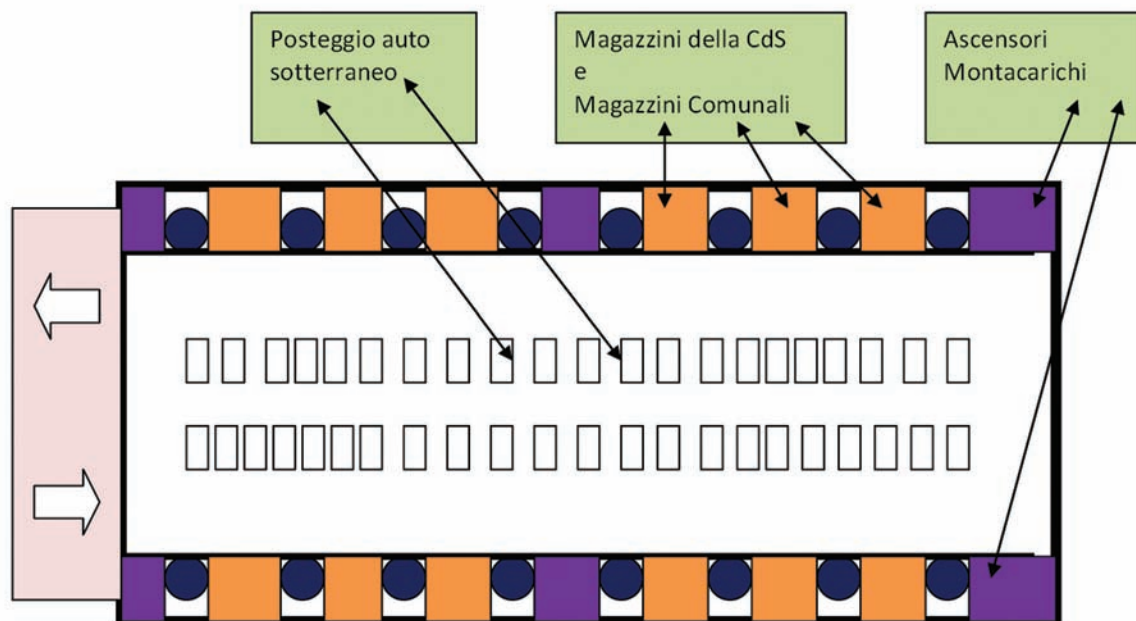 Posteggio auto
sotterraneo
Magazzini della CdS
e
Magazzini Comunali
Ascensori
Montacarichi